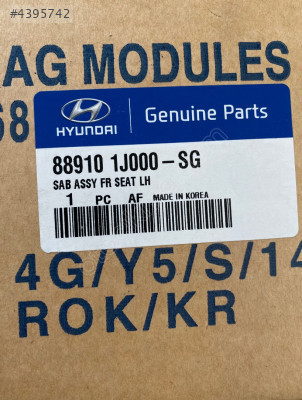 #4395742
AG MODULES
68
HYUNDAI
Genuine Parts
88910 1J000-SG
SAB ASSY FR SEAT LH
1 PC AF MADE IN KOREA
4G/Y5/S/14
ROK/KR